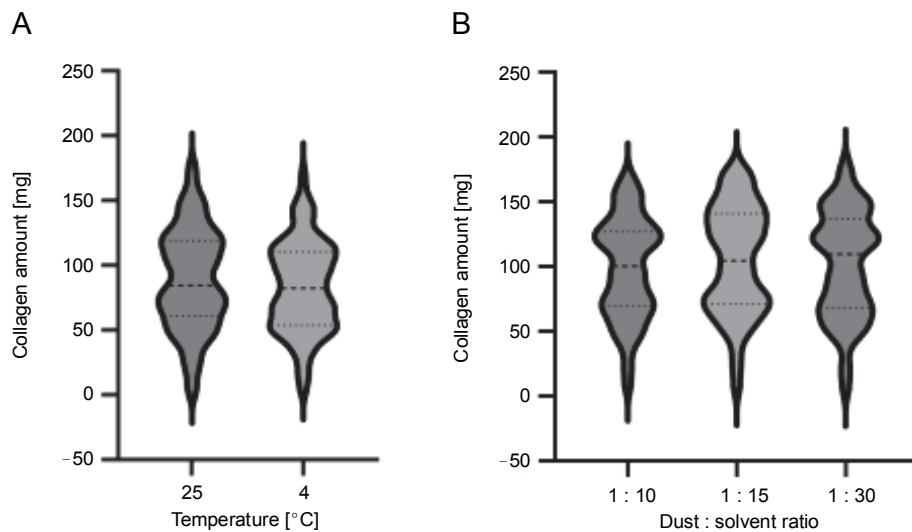 A
Collagen amount [mg]
250
200
150
100
50
0
−50
25
4
Temperature [°C]
B
Collagen amount [mg]
250
200
150
100
50
0
−50
1 : 10
1 : 15
1 : 30
Dust : solvent ratio